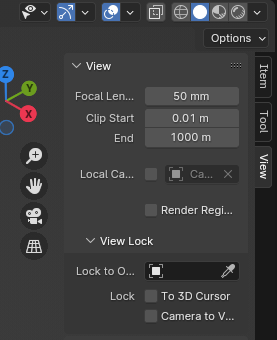 Options
View
Z
Y
X
Focal Len...
50 mm
Clip Start
0.01 m
End
1000 m
Local Ca...
Ca...
Render Regi...
View Lock
Lock to O...
Lock
To 3D Cursor
Camera to V...
Item
Tool
View